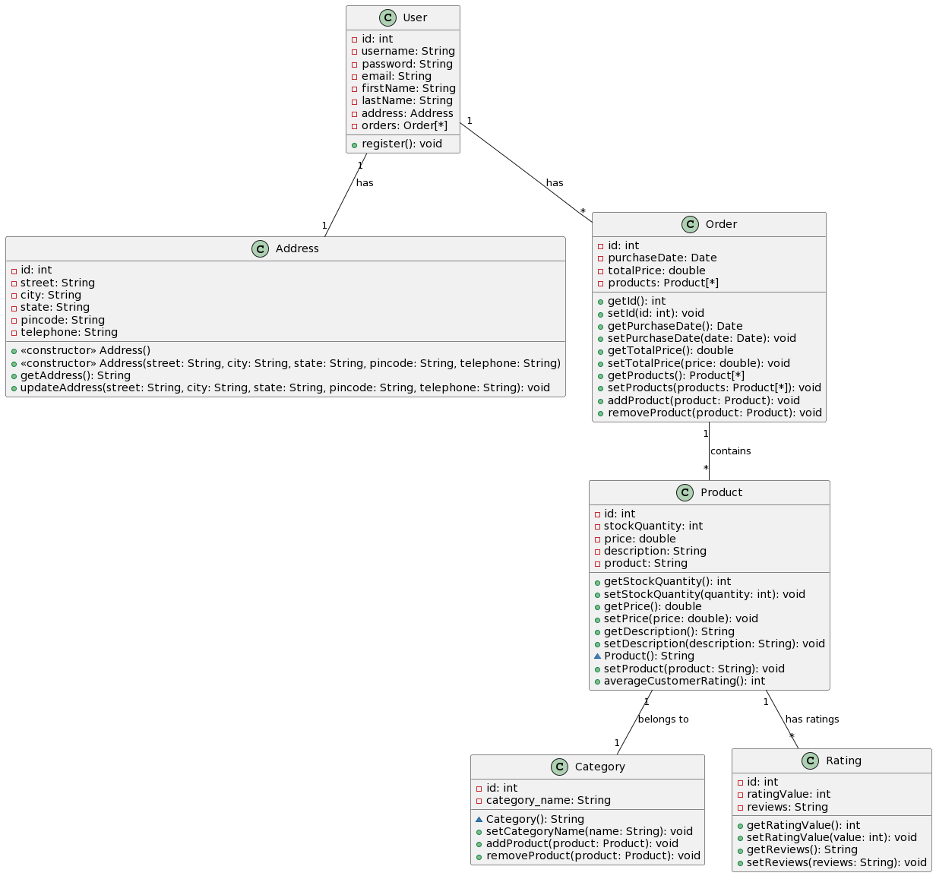 C User
id: int
username: String
password: String
email: String
firstName: String
lastName: String
address: Address
orders: Order[*]
register(): void
1
has
1
1
has
*
C Address
id: int
street: String
city: String
state: String
pincode: String
telephone: String
«constructor» Address()
«constructor» Address(street: String, city: String, state: String, pincode: String, telephone: String)
getAddress(): String
updateAddress(street: String, city: String, state: String, pincode: String, telephone: String): void
C Order
id: int
purchaseDate: Date
totalPrice: double
products: Product[*]
getId(): int
setId(id: int): void
getPurchaseDate(): Date
setPurchaseDate(date: Date): void
getTotalPrice(): double
setTotalPrice(price: double): void
getProducts(): Product[*]
setProducts(products: Product[*]): void
addProduct(product: Product): void
removeProduct(product: Product): void
1
contains
*
C Product
id: int
stockQuantity: int
price: double
description: String
product: String
getStockQuantity(): int
setStockQuantity(quantity: int): void
getPrice(): double
setPrice(price: double): void
getDescription(): String
setDescription(description: String): void
Product(): String
setProduct(product: String): void
averageCustomerRating(): int
1
belongs to
1
1
has ratings
*
C Category
id: int
category_name: String
Category(): String
setCategoryName(name: String): void
addProduct(product: Product): void
removeProduct(product: Product): void
C Rating
id: int
ratingValue: int
reviews: String
getRatingValue(): int
setRatingValue(value: int): void
getReviews(): String
setReviews(reviews: String): void